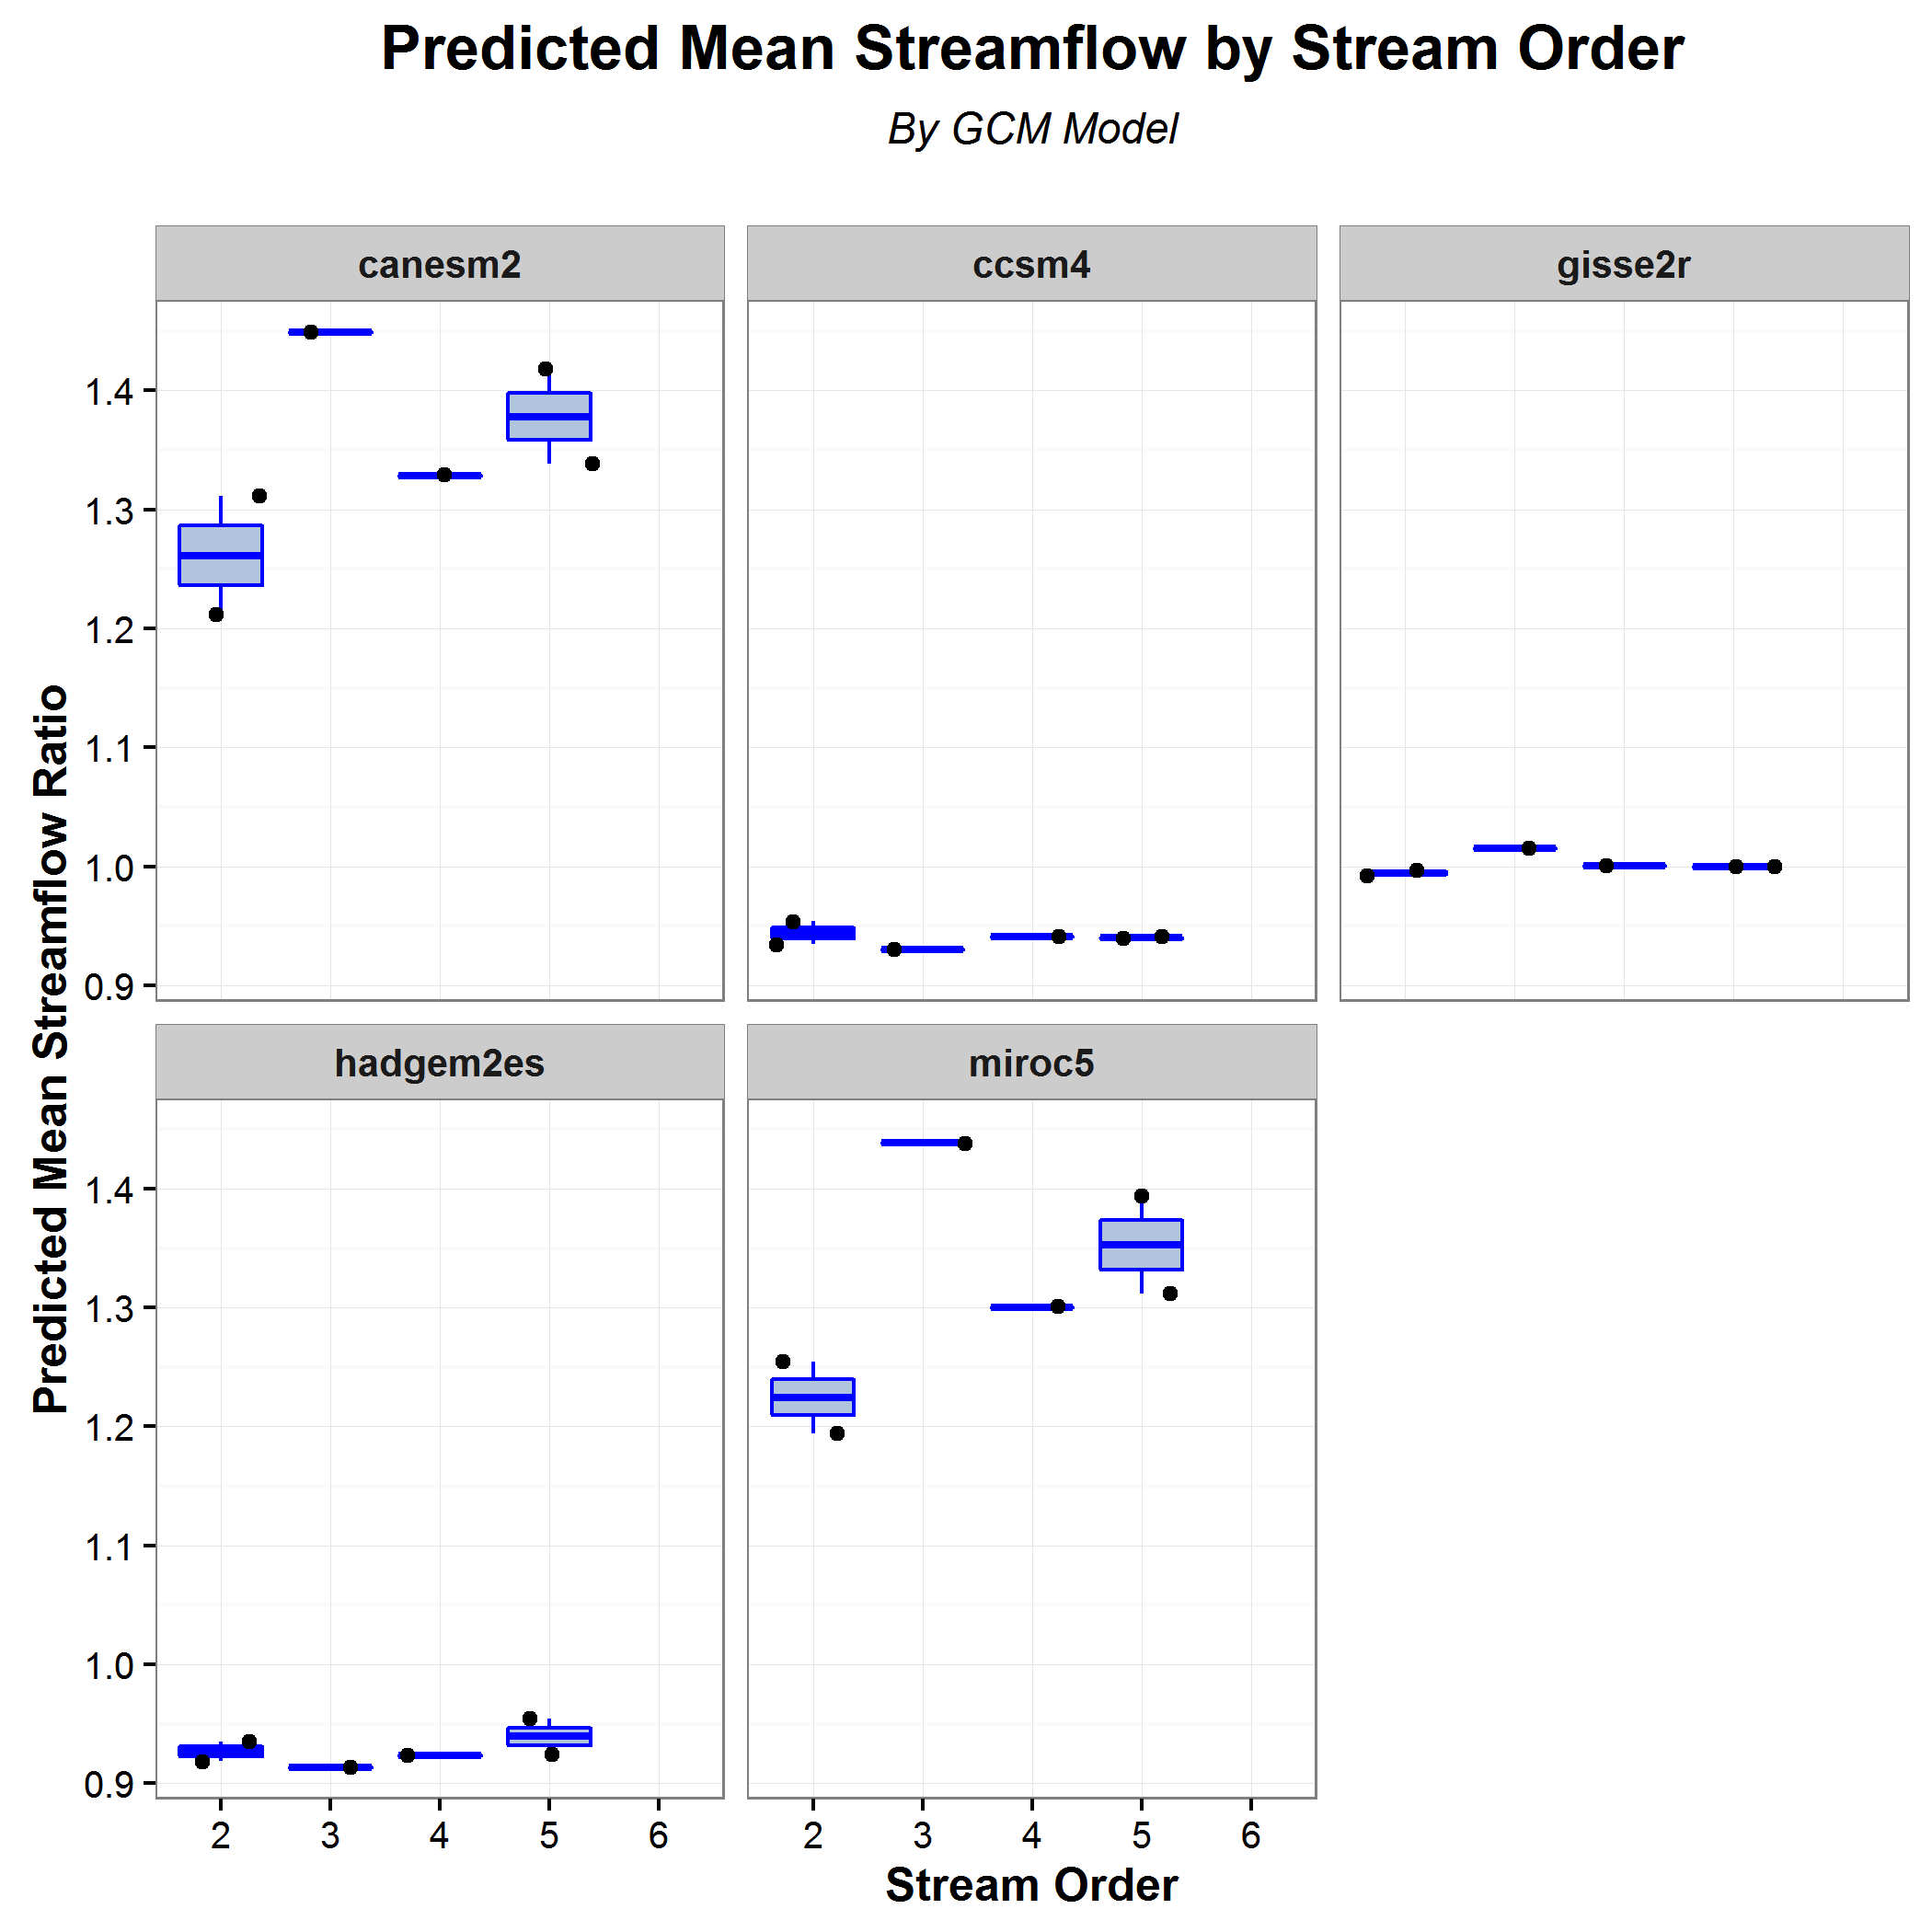 Predicted Mean Streamflow by Stream Order
By GCM Model
canesm2
ccsm4
gisse2r
1.4
1.3
1.2
1.1
1.0
0.9
Predicted Mean Streamflow Ratio
hadgem2es
miroc5
1.4
1.3
1.2
1.1
1.0
0.9
2 3 4 5 6
2 3 4 5 6
Stream Order